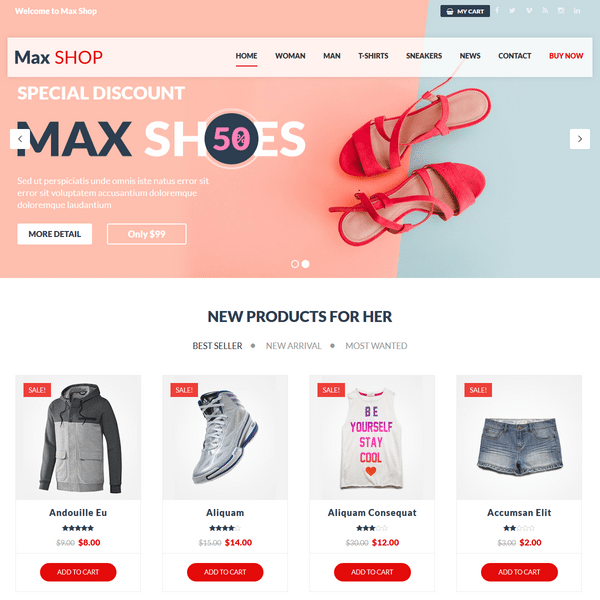 Welcome to Max Shop
MY CART
Max SHOP
HOME WOMAN MAN T-SHIRTS SNEAKERS NEWS CONTACT BUY NOW
SPECIAL DISCOUNT
MAX SHOES
50%
Sed ut perspiciatis unde omnis iste natus error sit
error sit voluptatem accusantium doloremque
doloremque laudantium
MORE DETAIL
Only $99
NEW PRODUCTS FOR HER
BEST SELLER NEW ARRIVAL MOST WANTED
SALE!
SALE!
SALE!
SALE!
BE
YOURSELF
STAY
COOL
Andouille Eu
Aliquam
Aliquam Consequat
Accumsan Elit
$9.00 $8.00
$15.00 $14.00
$30.00 $12.00
$3.00 $2.00
ADD TO CART
ADD TO CART
ADD TO CART
ADD TO CART